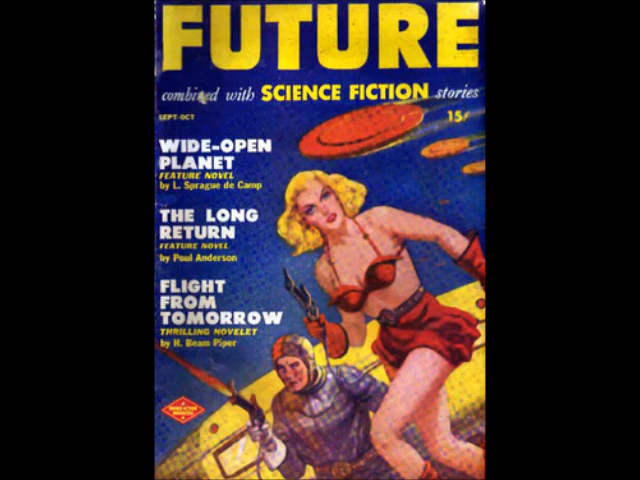 FUTURE
combined with SCIENCE FICTION stories
SEPT-OCT
15¢
WIDE-OPEN
PLANET
FEATURE NOVEL
by L. Sprague de Camp
THE LONG
RETURN
FEATURE NOVEL
by Poul Anderson
FLIGHT
FROM
TOMORROW
THRILLING NOVELET
by H. Beam Piper